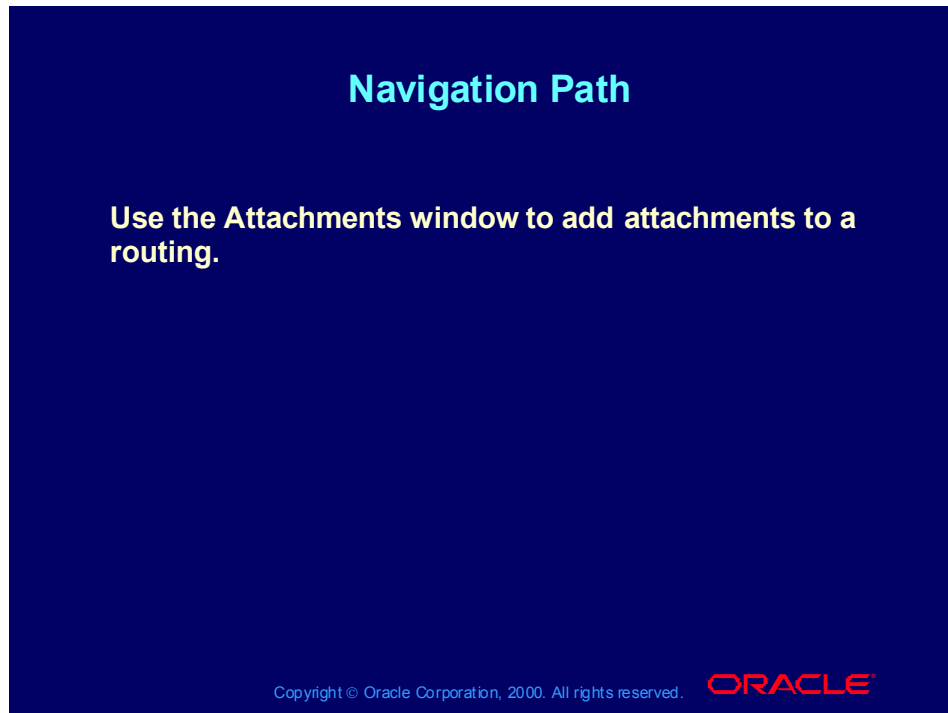 Navigation Path
Use the Attachments window to add attachments to a
routing.
Copyright © Oracle Corporation, 2000. All rights reserved.
ORACLE®